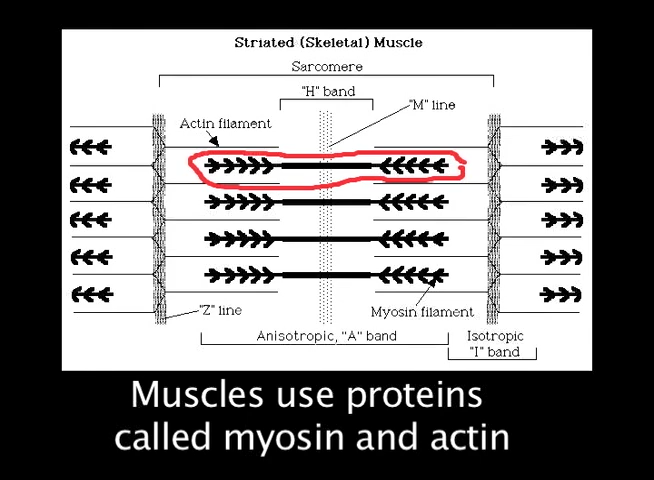 Striated (Skeletal) Muscle
Sarcomere
"H" band
"M" line
Actin filament
Myosin filament
"Z" line
Anisotropic, "A" band
Isotropic
"I" band
Muscles use proteins
called myosin and actin